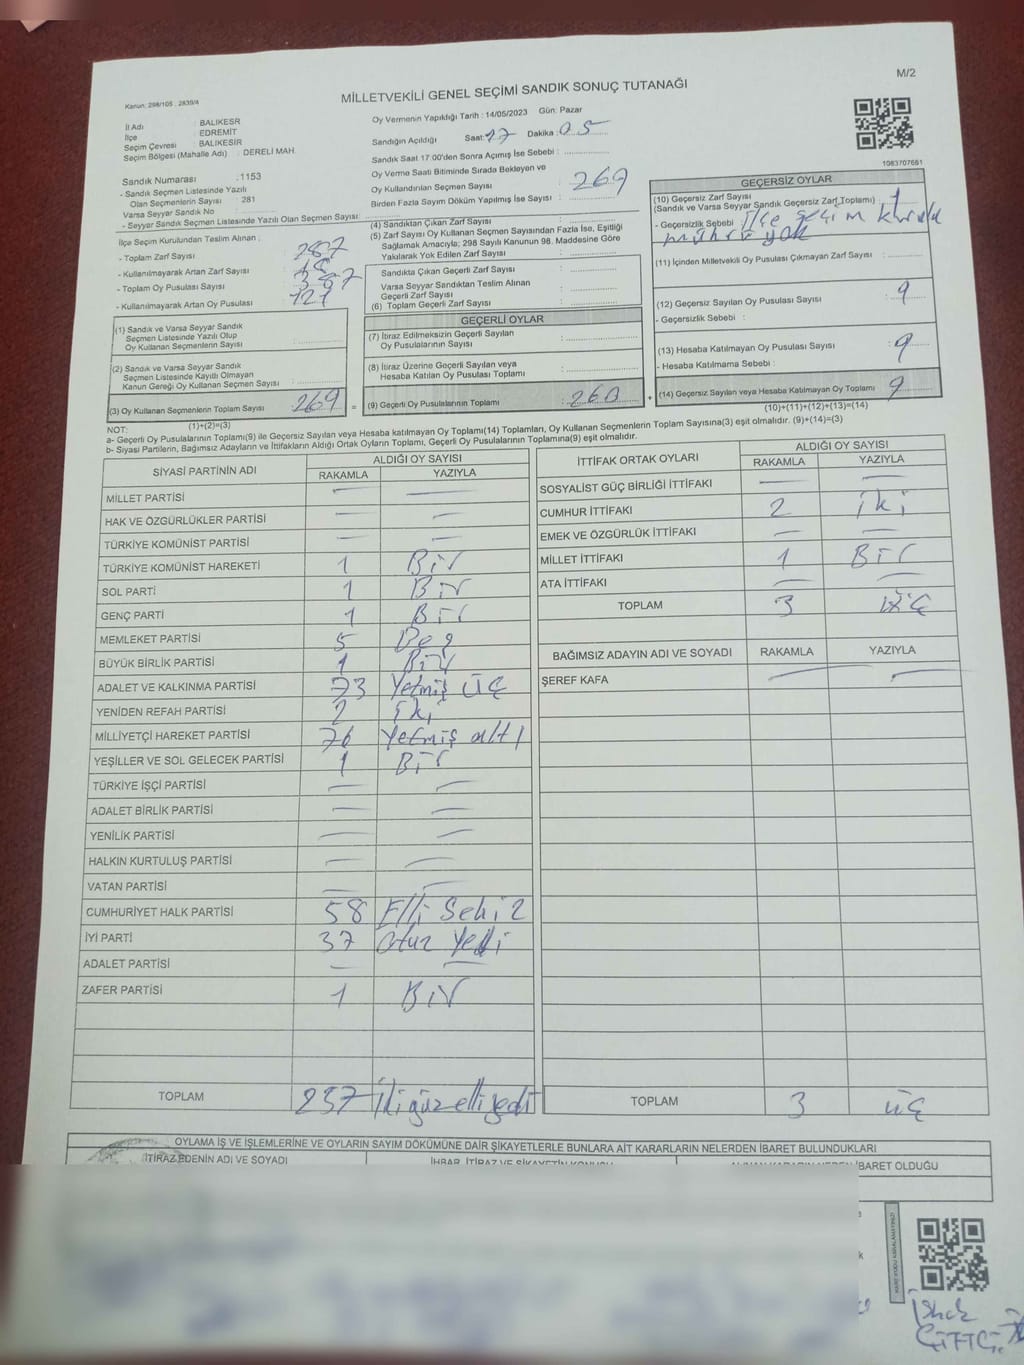 M/2
Kanun: 298/105 , 2839/4
MİLLETVEKİLİ GENEL SEÇİMİ SANDIK SONUÇ TUTANAĞI
İl Adı : BALIKESR
İlçe : EDREMİT
Seçim Çevresi : BALIKESİR
Seçim Bölgesi (Mahalle Adı) : DERELİ MAH.
Sandık Numarası :1153
- Sandık Seçmen Listesinde Yazılı
Olan Seçmenlerin Sayısı : 281
Varsa Seyyar Sandık No :
- Seyyar Sandık Seçmen Listesinde Yazılı Olan Seçmen Sayısı:
Oy Vermenin Yapıldığı Tarih : 14/05/2023 Gün: Pazar
Sandığın Açıldığı Saat:17 Dakika :05
Sandık Saat 17:00'den Sonra Açımış İse Sebebi :
Oy Verme Saati Bitiminde Sırada Bekleyen ve
Oy Kullandırılan Seçmen Sayısı : 269
Birden Fazla Sayım Döküm Yapılmış İse Sayısı :
1083707661
İlçe Seçim Kurulundan Teslim Alınan :
- Toplam Zarf Sayısı : 287
- Kullanılmayarak Artan Zarf Sayısı : 18
- Toplam Oy Pusulası Sayısı : 387
- Kullanılmayarak Artan Oy Pusulası : 121
(1) Sandık ve Varsa Seyyar Sandık
Seçmen Listesinde Yazılı Olup
Oy Kullanan Seçmenlerin Sayısı :
(2) Sandık ve Varsa Seyyar Sandık
Seçmen Listesinde Kayıtlı Olmayan
Kanun Gereği Oy Kullanan Seçmen Sayısı :
(3) Oy Kullanan Seçmenlerin Toplam Sayısı : 269
(4) Sandıktan Çıkan Zarf Sayısı :
(5) Zarf Sayısı Oy Kullanan Seçmen Sayısından Fazla İse, Eşitliği
Sağlamak Amacıyla; 298 Sayılı Kanunun 98. Maddesine Göre
Yakılarak Yok Edilen Zarf Sayısı :
Sandıkta Çıkan Geçerli Zarf Sayısı :
Varsa Seyyar Sandıktan Teslim Alınan
Geçerli Zarf Sayısı :
(6) Toplam Geçerli Zarf Sayısı :
GEÇERLİ OYLAR
(7) İtiraz Edilmeksizin Geçerli Sayılan
Oy Pusulalarının Sayısı :
(8) İtiraz Üzerine Geçerli Sayılan veya
Hesaba Katılan Oy Pusulası Toplamı :
= (9) Geçerli Oy Pusulalarının Toplamı : 260
GEÇERSİZ OYLAR
(10) Geçersiz Zarf Sayısı
(Sandık ve Varsa Seyyar Sandık Geçersiz Zarf Toplamı) : 1
- Geçersizlik Sebebi : ilçe seçim kurulu
mührü yok
(11) İçinden Milletvekili Oy Pusulası Çıkmayan Zarf Sayısı :
(12) Geçersiz Sayılan Oy Pusulası Sayısı : 9
- Geçersizlik Sebebi :
(13) Hesaba Katılmayan Oy Pusulası Sayısı : 9
- Hesaba Katılmama Sebebi :
+ (14) Geçersiz Sayılan veya Hesaba Katılmayan Oy Toplamı : 9
NOT: (1)+(2)=(3)
(10)+(11)+(12)+(13)=(14)
a- Geçerli Oy Pusulalarının Toplamı(9) ile Geçersiz Sayılan veya Hesaba katılmayan Oy Toplamı(14) Toplamları, Oy Kullanan Seçmenlerin Toplam Sayısına(3) eşit olmalıdır. (9)+(14)=(3)
b- Siyasi Partilerin, Bağımsız Adayların ve İttifakların Aldığı Ortak Oyların Toplamı, Geçerli Oy Pusulalarının Toplamına(9) eşit olmalıdır.
SİYASİ PARTİNİN ADI ALDIĞI OY SAYISI
RAKAMLA YAZIYLA
MİLLET PARTİSİ — —
HAK VE ÖZGÜRLÜKLER PARTİSİ — —
TÜRKİYE KOMÜNİST PARTİSİ — —
TÜRKİYE KOMÜNİST HAREKETİ 1 Bir
SOL PARTİ 1 Bir
GENÇ PARTİ 1 Bir
MEMLEKET PARTİSİ 5 Beş
BÜYÜK BİRLİK PARTİSİ 1 Bir
ADALET VE KALKINMA PARTİSİ 73 Yetmiş ÜÇ
YENİDEN REFAH PARTİSİ 2 iki
MİLLİYETÇİ HAREKET PARTİSİ 76 Yetmiş altı
YEŞİLLER VE SOL GELECEK PARTİSİ 1 Bir
TÜRKİYE İŞÇİ PARTİSİ — —
ADALET BİRLİK PARTİSİ — —
YENİLİK PARTİSİ — —
HALKIN KURTULUŞ PARTİSİ — —
VATAN PARTİSİ — —
CUMHURİYET HALK PARTİSİ 58 Elli Sekiz
İYİ PARTİ 37 Otuz Yedi
ADALET PARTİSİ — —
ZAFER PARTİSİ 1 Bir
TOPLAM 257 İki yüz elli yedi
İTTİFAK ORTAK OYLARI ALDIĞI OY SAYISI
RAKAMLA YAZIYLA
SOSYALİST GÜÇ BİRLİĞİ İTTİFAKI — —
CUMHUR İTTİFAKI 2 iki
EMEK VE ÖZGÜRLÜK İTTİFAKI — —
MİLLET İTTİFAKI 1 Bir
ATA İTTİFAKI — —
TOPLAM 3 üç
BAĞIMSIZ ADAYIN ADI VE SOYADI RAKAMLA YAZIYLA
ŞEREF KAFA — —
TOPLAM 3 üç
OYLAMA İŞ VE İŞLEMLERİNE VE OYLARIN SAYIM DÖKÜMÜNE DAİR ŞİKAYETLERLE BUNLARA AİT KARARLARIN NELERDEN İBARET BULUNDUKLARI
İTİRAZ EDENİN ADI VE SOYADI
İHBAR, İTİRAZ VE ŞİKAYETİN KONUSU
İBARET OLDUĞU
İshak
ÇİFTÇİ